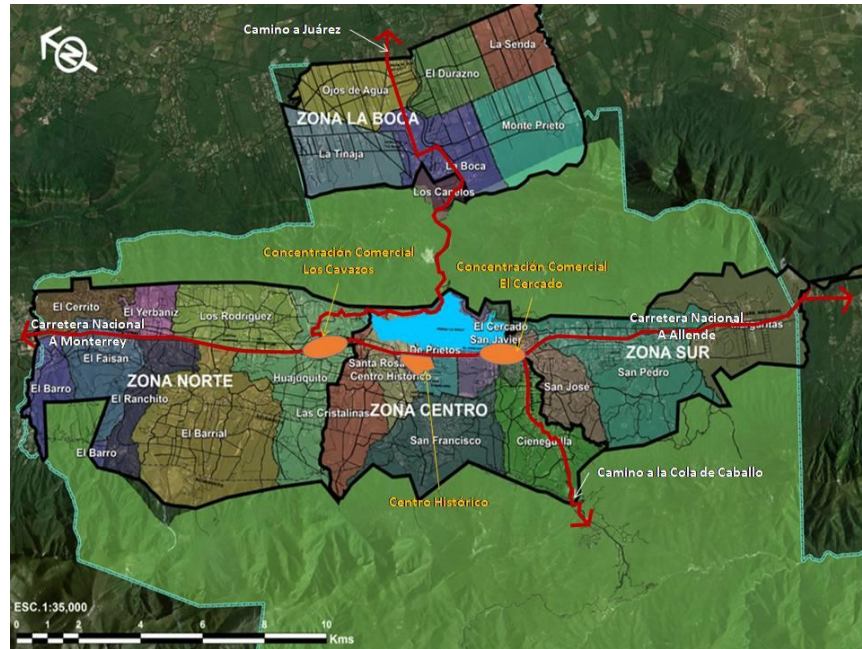 N
Camino a Juárez
La Senda
El Durazno
Ojos de Agua
ZONA LA BOCA
Monte Prieto
La Tinaja
La Boca
Los Canelos
Concentración Comercial
Los Cavazos
Concentración Comercial
El Cercado
El Cerrito
El Yerbaniz
Los Rodríguez
Carretera Nacional
A Monterrey
El Cercado
San Javier
Carretera Nacional
A Allende
Margaritas
De Prietos
El Faisan
ZONA NORTE
Huajuquito
Santa Rosa
Centro Histórico
ZONA SUR
San Pedro
El Barro
El Ranchito
Las Cristalinas
ZONA CENTRO
San José
El Barrial
San Francisco
Cieneguilla
El Barro
Camino a la Cola de Caballo
Centro Histórico
ESC.1:35,000
0 1 2 4 6 8 10
Kms